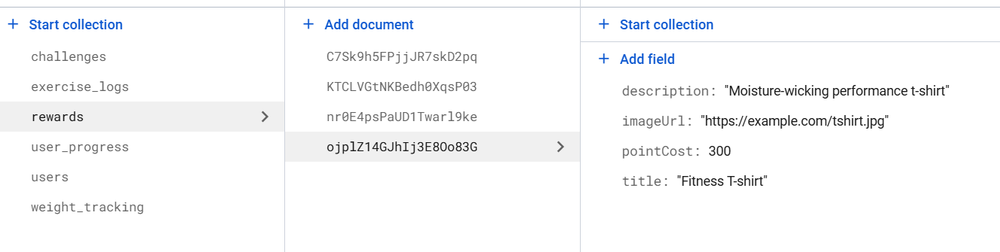 + Start collection
challenges
exercise_logs
rewards
user_progress
users
weight_tracking
+ Add document
C7Sk9h5FPjjJR7skD2pq
KTCLVGtNKBedh0XqsP03
nr0E4psPaUD1Twarl9ke
ojplZ14GJhIj3E8Oo83G
+ Start collection
+ Add field
description: "Moisture-wicking performance t-shirt"
imageUrl: "https://example.com/tshirt.jpg"
pointCost: 300
title: "Fitness T-shirt"